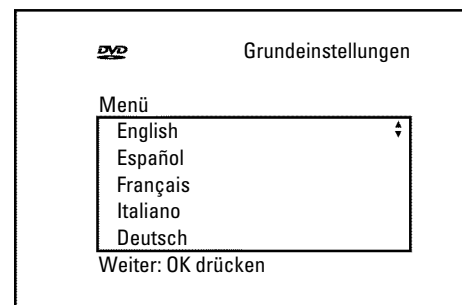 DVD
Grundeinstellungen
Menü
English
Español
Français
Italiano
Deutsch
Weiter: OK drücken